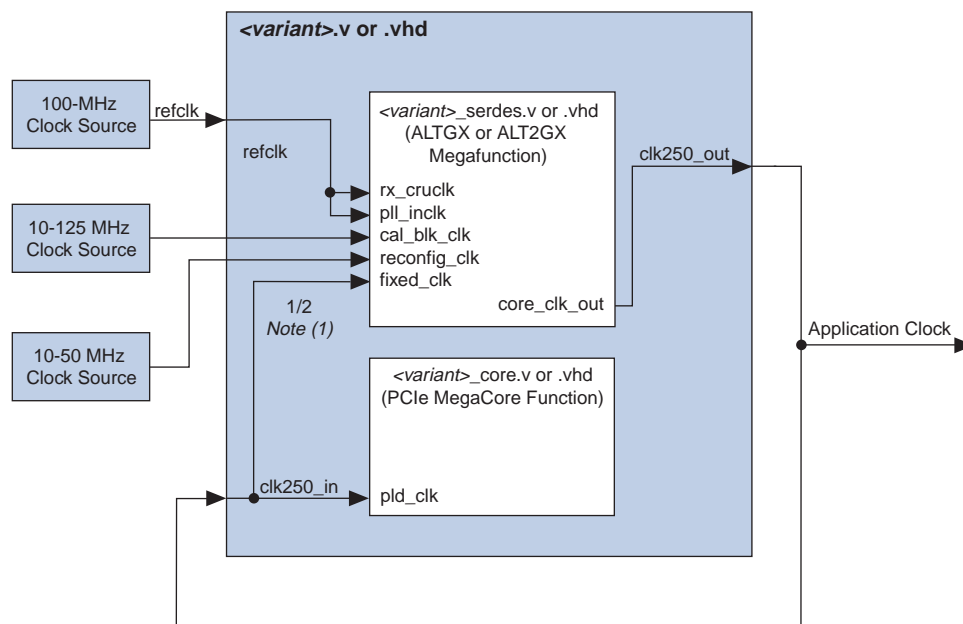 <variant>.v or .vhd
100-MHz
Clock Source
refclk
refclk
<variant>_serdes.v or .vhd
(ALTGX or ALT2GX
Megafunction)
rx_cruclk
pll_inclk
cal_blk_clk
reconfig_clk
fixed_clk
core_clk_out
clk250_out
10-125 MHz
Clock Source
1/2
Note (1)
10-50 MHz
Clock Source
Application Clock
<variant>_core.v or .vhd
(PCIe MegaCore Function)
clk250_in
pld_clk